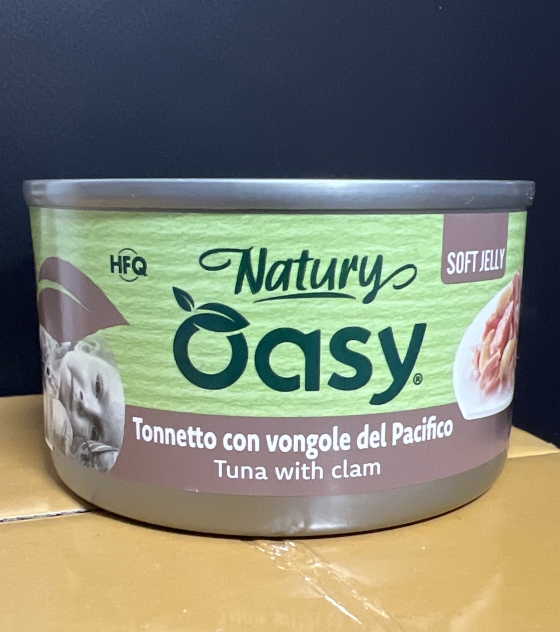 HFQ
Natury
SOFT JELLY
Oasy®
Tonnetto con vongole del Pacifico
Tuna with clam